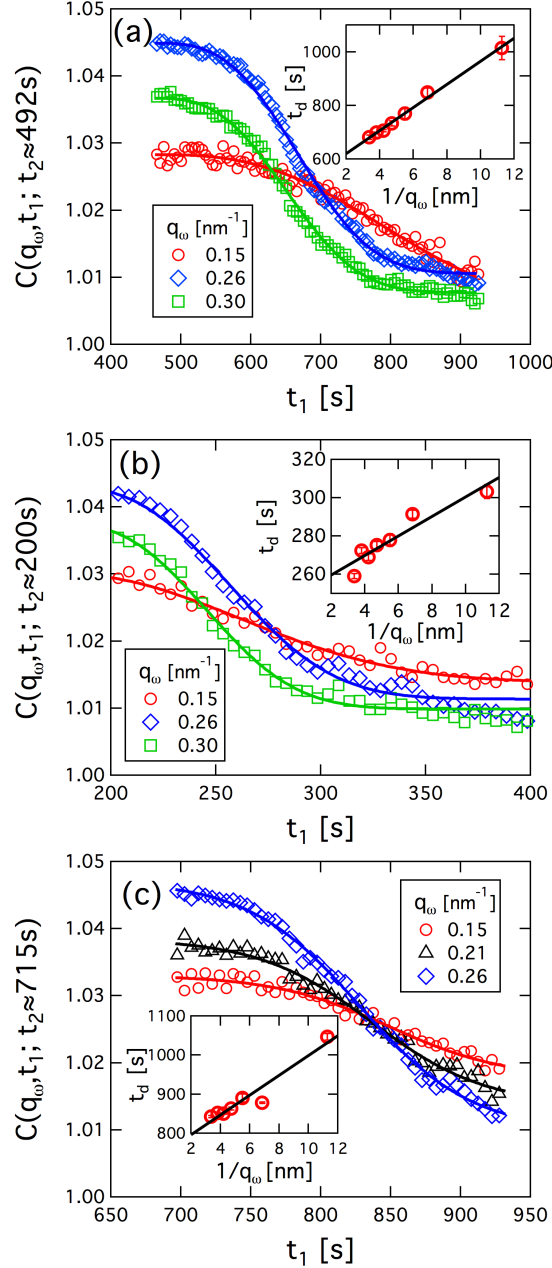 (a)
C(qω,t1; t2≈492s)
1.05
1.04
1.03
1.02
1.01
1.00
400 500 600 700 800 900 1000
t1 [s]
qω [nm-1]
0.15
0.26
0.30
td [s]
1000
800
600
2 4 6 8 10 12
1/qω [nm]
(b)
C(qω,t1; t2≈200s)
1.05
1.04
1.03
1.02
1.01
1.00
200 250 300 350 400
t1 [s]
qω [nm-1]
0.15
0.26
0.30
td [s]
320
300
280
260
2 4 6 8 10 12
1/qω [nm]
(c)
C(qω,t1; t2≈715s)
1.05
1.04
1.03
1.02
1.01
1.00
650 700 750 800 850 900 950
t1 [s]
qω [nm-1]
0.15
0.21
0.26
td [s]
1100
1000
900
800
2 4 6 8 10 12
1/qω [nm]